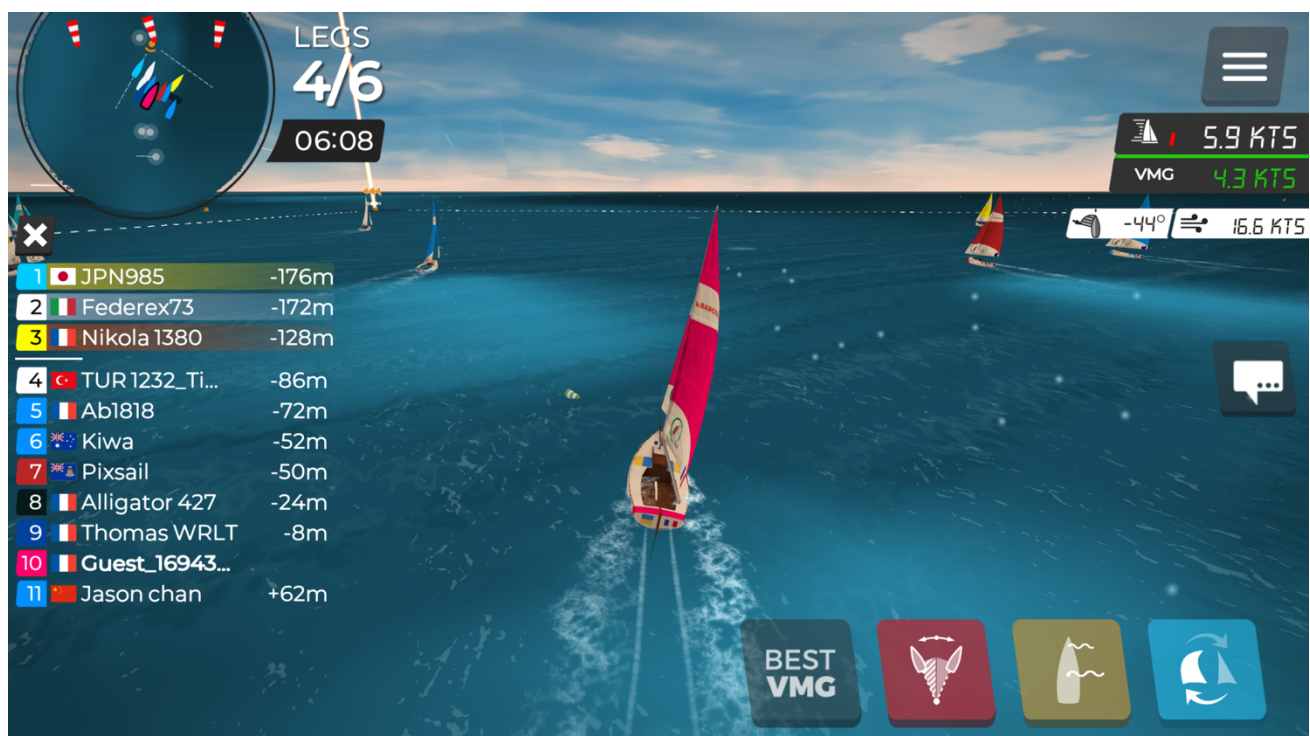 LEGS
4/6
06:08
5.9 KTS
VMG 4.3 KTS
-44° 16.6 KTS
1 JPN985 -176m
2 Federex73 -172m
3 Nikola 1380 -128m
4 TUR 1232_Ti... -86m
5 Ab1818 -72m
6 Kiwa -52m
7 Pixsail -50m
8 Alligator 427 -24m
9 Thomas WRLT -8m
10 Guest_16943...
11 Jason chan +62m
BEST
VMG